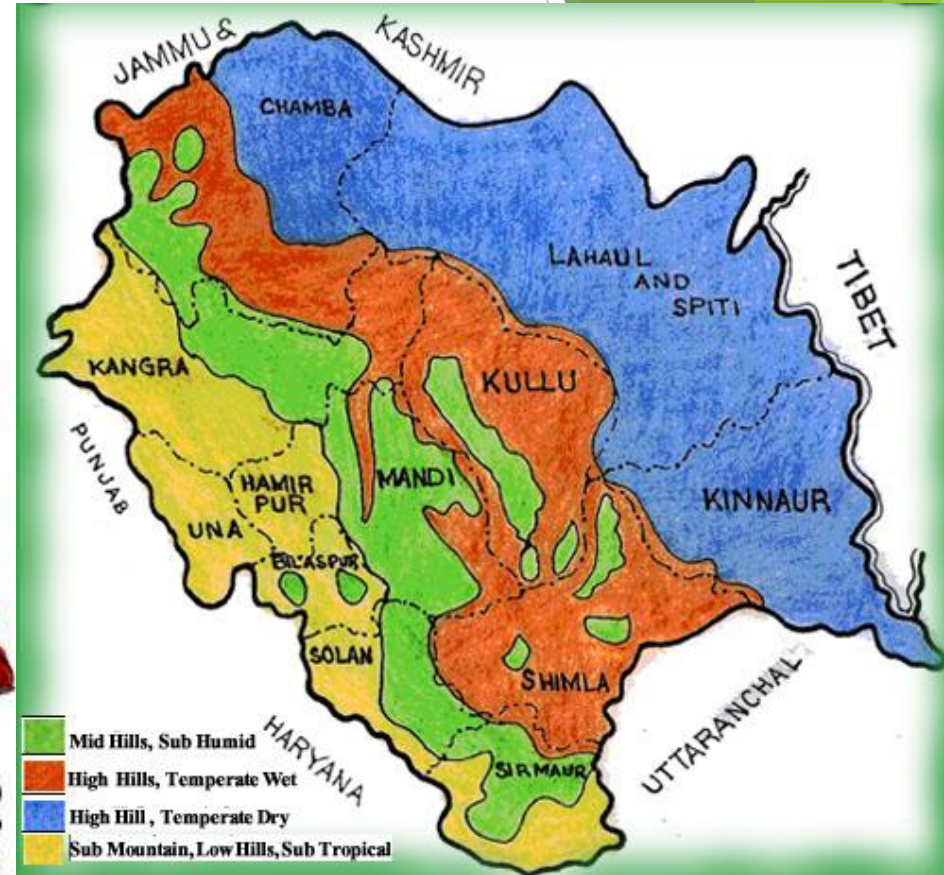 JAMMU &
KASHMIR
CHAMBA
LAHAUL
AND
SPITI
TIBET
KANGRA
KULLU
PUNJAB
HAMIR
PUR
MANDI
KINNAUR
UNA
BILASPUR
SOLAN
SHIMLA
HARYANA
UTTARANCHAL
SIRMAUR
Mid Hills, Sub Humid
High Hills, Temperate Wet
High Hill , Temperate Dry
Sub Mountain, Low Hills, Sub Tropical